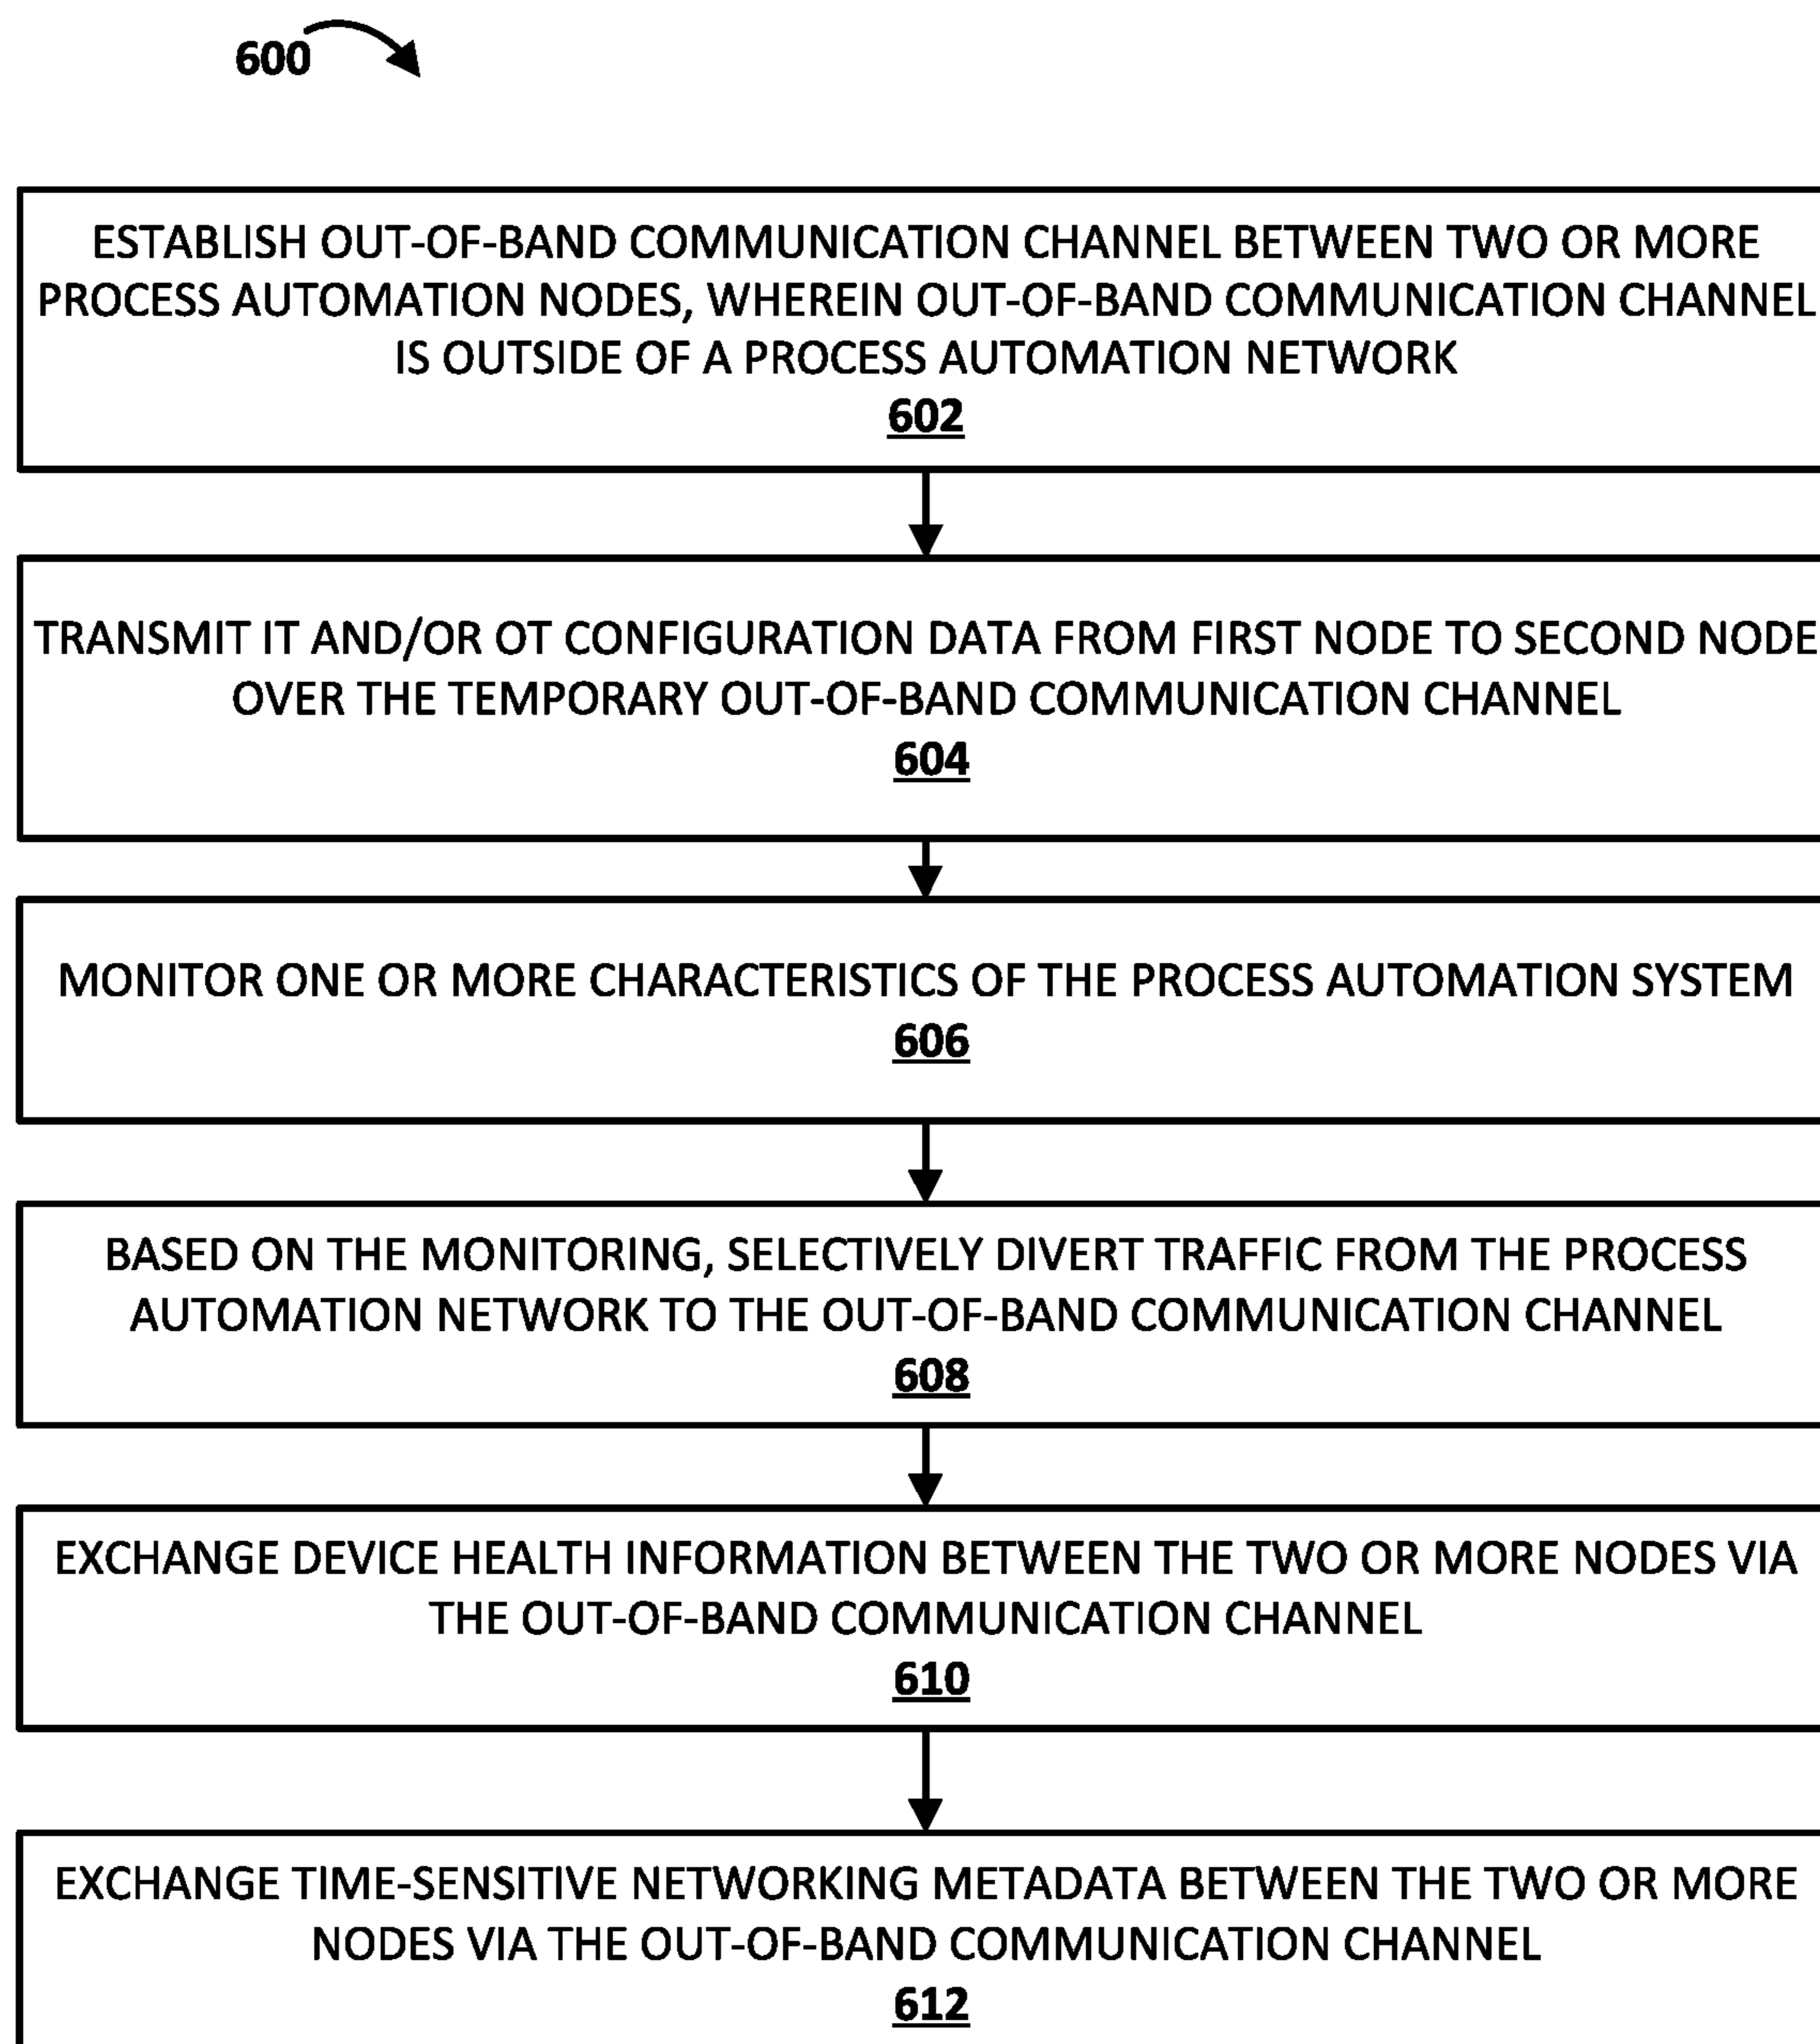 600
ESTABLISH OUT-OF-BAND COMMUNICATION CHANNEL BETWEEN TWO OR MORE
PROCESS AUTOMATION NODES, WHEREIN OUT-OF-BAND COMMUNICATION CHANNEL
IS OUTSIDE OF A PROCESS AUTOMATION NETWORK
602
TRANSMIT IT AND/OR OT CONFIGURATION DATA FROM FIRST NODE TO SECOND NODE
OVER THE TEMPORARY OUT-OF-BAND COMMUNICATION CHANNEL
604
MONITOR ONE OR MORE CHARACTERISTICS OF THE PROCESS AUTOMATION SYSTEM
606
BASED ON THE MONITORING, SELECTIVELY DIVERT TRAFFIC FROM THE PROCESS
AUTOMATION NETWORK TO THE OUT-OF-BAND COMMUNICATION CHANNEL
608
EXCHANGE DEVICE HEALTH INFORMATION BETWEEN THE TWO OR MORE NODES VIA
THE OUT-OF-BAND COMMUNICATION CHANNEL
610
EXCHANGE TIME-SENSITIVE NETWORKING METADATA BETWEEN THE TWO OR MORE
NODES VIA THE OUT-OF-BAND COMMUNICATION CHANNEL
612